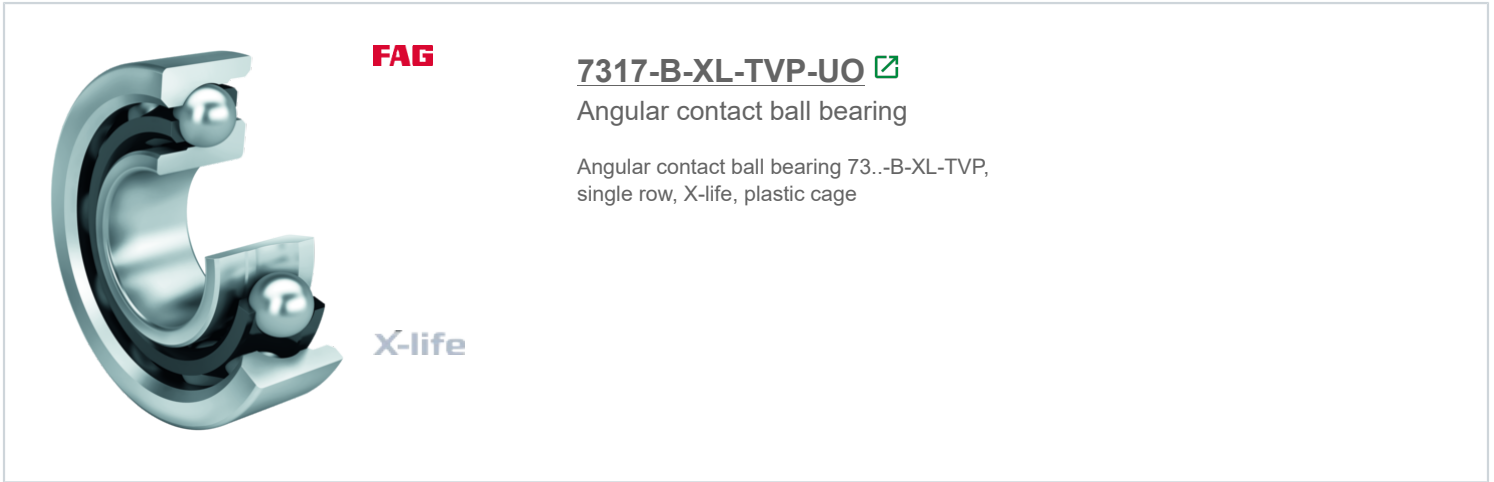 FAG
7317-B-XL-TVP-UO
Angular contact ball bearing
Angular contact ball bearing 73..-B-XL-TVP,
single row, X-life, plastic cage
X-life